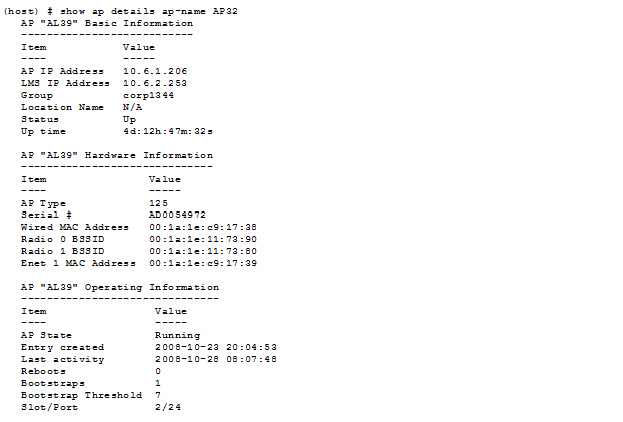 (host) # show ap details ap-name AP32
AP "AL39" Basic Information
---------------------------
Item Value
---- -----
AP IP Address 10.6.1.206
LMS IP Address 10.6.2.253
Group corp1344
Location Name N/A
Status Up
Up time 4d:12h:47m:32s
AP "AL39" Hardware Information
------------------------------
Item Value
---- -----
AP Type 125
Serial # AD0054972
Wired MAC Address 00:1a:1e:c9:17:38
Radio 0 BSSID 00:1a:1e:11:73:90
Radio 1 BSSID 00:1a:1e:11:73:80
Enet 1 MAC Address 00:1a:1e:c9:17:39
AP "AL39" Operating Information
-------------------------------
Item Value
---- -----
AP State Running
Entry created 2008-10-23 20:04:53
Last activity 2008-10-28 08:07:48
Reboots 0
Bootstraps 1
Bootstrap Threshold 7
Slot/Port 2/24